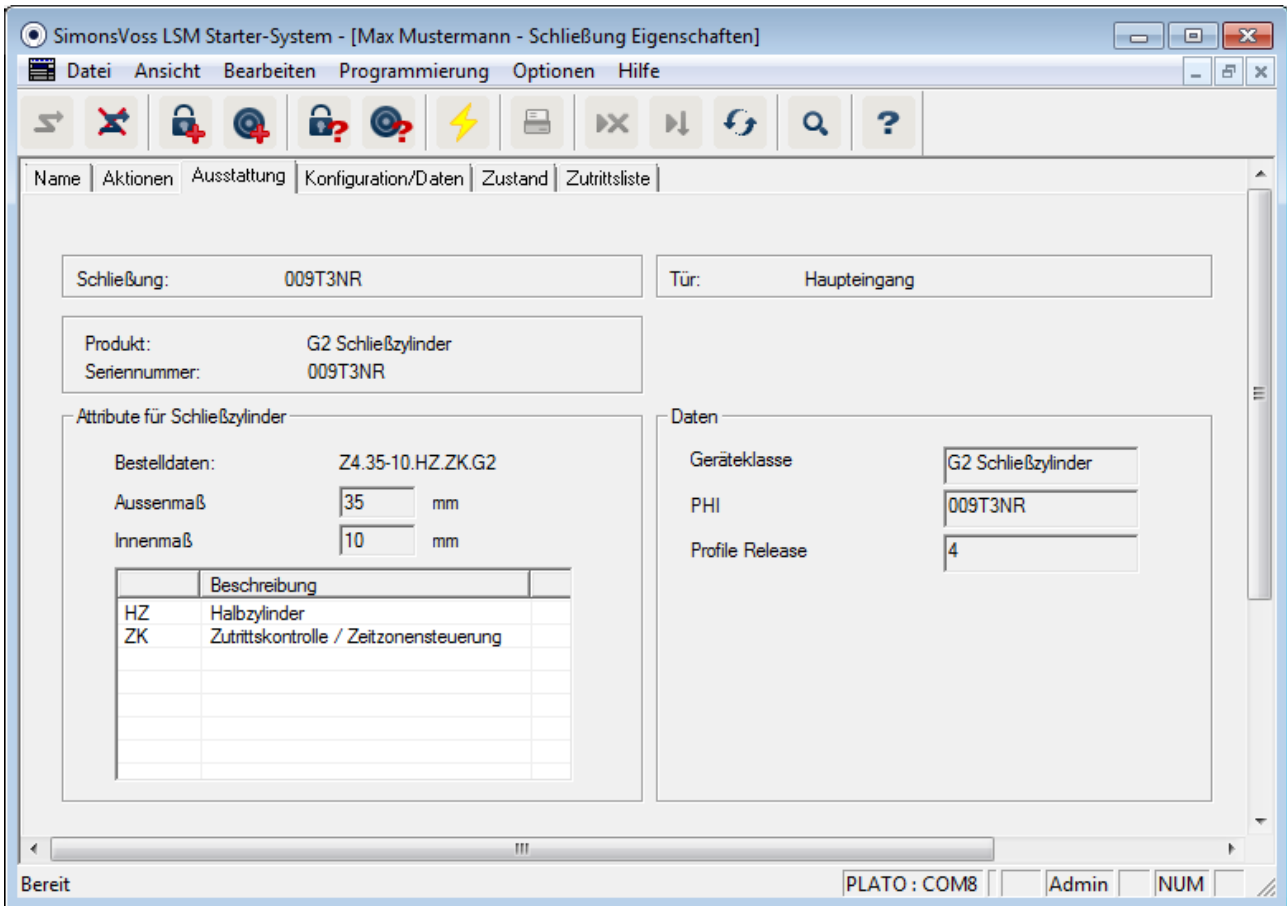 SimonsVoss LSM Starter-System - [Max Mustermann - Schließung Eigenschaften]
Datei Ansicht Bearbeiten Programmierung Optionen Hilfe
Name Aktionen Ausstattung Konfiguration/Daten Zustand Zutrittsliste
Schließung: 009T3NR
Tür: Haupteingang
Produkt: G2 Schließzylinder
Seriennummer: 009T3NR
Attribute für Schließzylinder
Bestelldaten: Z4.35-10.HZ.ZK.G2
Aussenmaß 35 mm
Innenmaß 10 mm
Beschreibung
HZ Halbzylinder
ZK Zutrittskontrolle / Zeitzonensteuerung
Daten
Geräteklasse G2 Schließzylinder
PHI 009T3NR
Profile Release 4
Bereit PLATO : COM8 Admin NUM